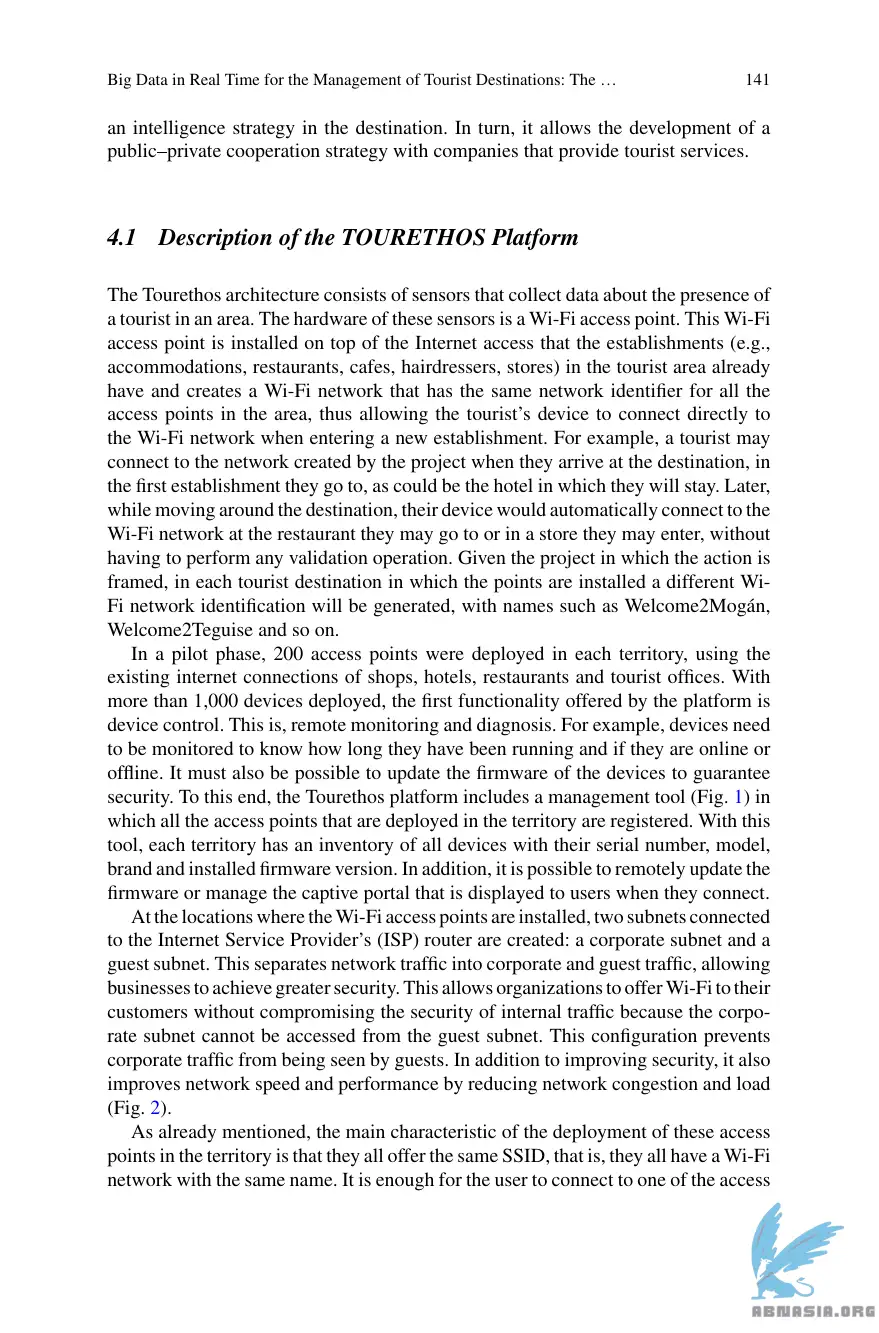 Big Data in Real Time for the Management of Tourist Destinations: The … 141
an intelligence strategy in the destination. In turn, it allows the development of a
public–private cooperation strategy with companies that provide tourist services.
4.1 Description of the TOURETHOS Platform
The Tourethos architecture consists of sensors that collect data about the presence of
a tourist in an area. The hardware of these sensors is a Wi-Fi access point. This Wi-Fi
access point is installed on top of the Internet access that the establishments (e.g.,
accommodations, restaurants, cafes, hairdressers, stores) in the tourist area already
have and creates a Wi-Fi network that has the same network identifier for all the
access points in the area, thus allowing the tourist's device to connect directly to
the Wi-Fi network when entering a new establishment. For example, a tourist may
connect to the network created by the project when they arrive at the destination, in
the first establishment they go to, as could be the hotel in which they will stay. Later,
while moving around the destination, their device would automatically connect to the
Wi-Fi network at the restaurant they may go to or in a store they may enter, without
having to perform any validation operation. Given the project in which the action is
framed, in each tourist destination in which the points are installed a different Wi-
Fi network identification will be generated, with names such as Welcome2Mogán,
Welcome2Teguise and so on.
In a pilot phase, 200 access points were deployed in each territory, using the
existing internet connections of shops, hotels, restaurants and tourist offices. With
more than 1,000 devices deployed, the first functionality offered by the platform is
device control. This is, remote monitoring and diagnosis. For example, devices need
to be monitored to know how long they have been running and if they are online or
offline. It must also be possible to update the firmware of the devices to guarantee
security. To this end, the Tourethos platform includes a management tool (Fig. 1) in
which all the access points that are deployed in the territory are registered. With this
tool, each territory has an inventory of all devices with their serial number, model,
brand and installed firmware version. In addition, it is possible to remotely update the
firmware or manage the captive portal that is displayed to users when they connect.
At the locations where the Wi-Fi access points are installed, two subnets connected
to the Internet Service Provider's (ISP) router are created: a corporate subnet and a
guest subnet. This separates network traffic into corporate and guest traffic, allowing
businesses to achieve greater security. This allows organizations to offer Wi-Fi to their
customers without compromising the security of internal traffic because the corpo-
rate subnet cannot be accessed from the guest subnet. This configuration prevents
corporate traffic from being seen by guests. In addition to improving security, it also
improves network speed and performance by reducing network congestion and load
(Fig. 2).
As already mentioned, the main characteristic of the deployment of these access
points in the territory is that they all offer the same SSID, that is, they all have a Wi-Fi
network with the same name. It is enough for the user to connect to one of the access
ABNASIA.ORG